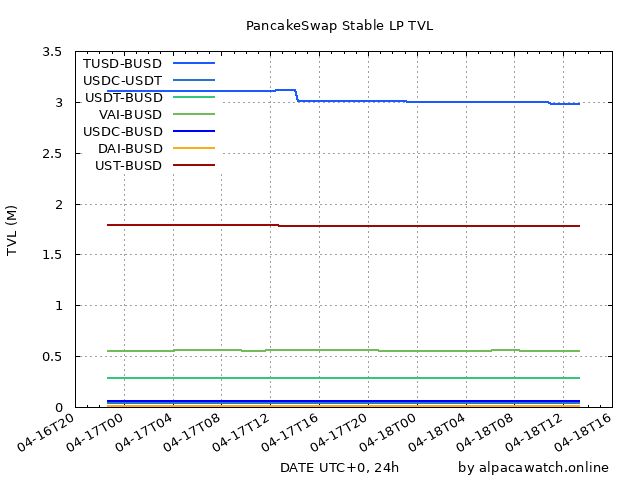 PancakeSwap Stable LP TVL
3.5
3
2.5
2
1.5
1
0.5
0
TVL (M)
TUSD-BUSD
USDC-USDT
USDT-BUSD
VAI-BUSD
USDC-BUSD
DAI-BUSD
UST-BUSD
04-16T20
04-17T00
04-17T04
04-17T08
04-17T12
04-17T16
04-17T20
04-18T00
04-18T04
04-18T08
04-18T12
04-18T16
DATE UTC+0, 24h
by alpacawatch.online